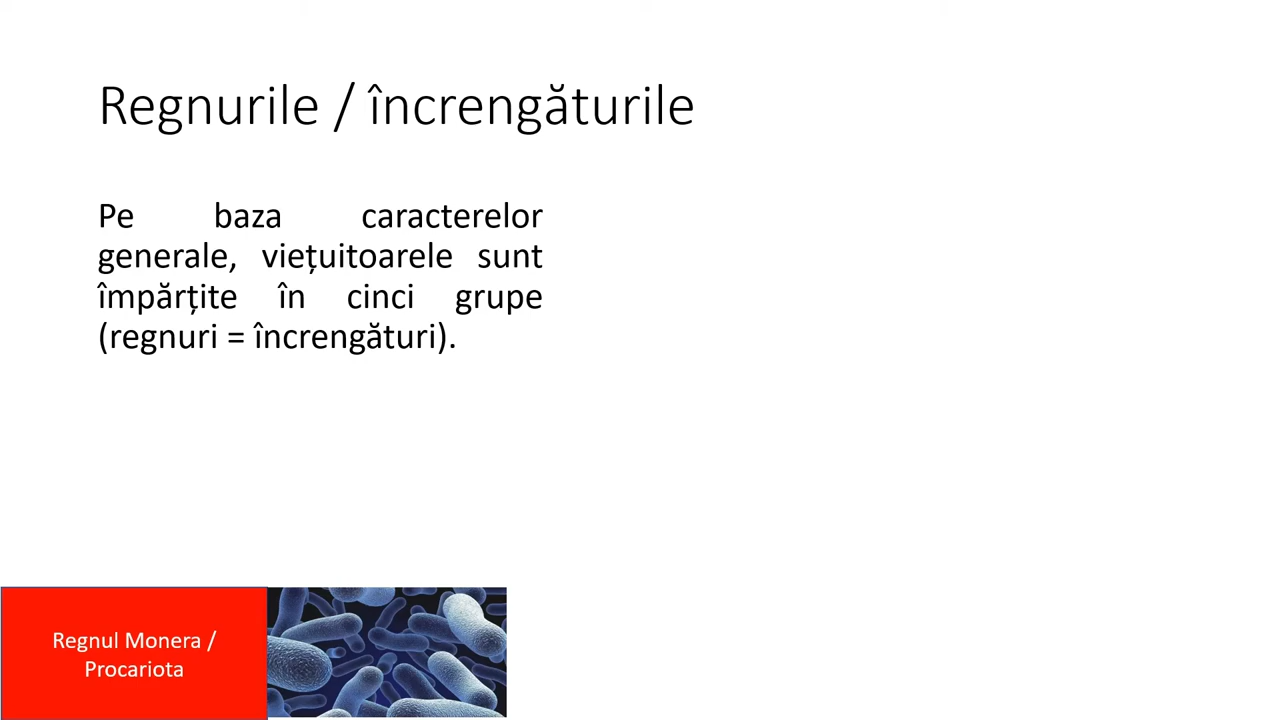 Regnurile / încrengăturile
Pe baza caracterelor
generale, viețuitoarele sunt
împărțite în cinci grupe
(regnuri = încrengături).
Regnul Monera /
Procariota